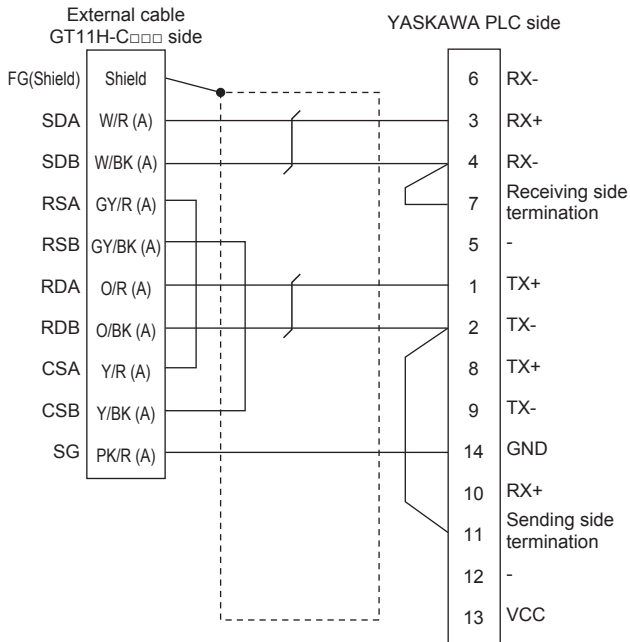 External cable
GT11H-C□□□ side
YASKAWA PLC side
FG(Shield) Shield 6 RX-
SDA W/R (A) 3 RX+
SDB W/BK (A) 4 RX-
RSA GY/R (A) 7 Receiving side
termination
RSB GY/BK (A) 5 -
RDA O/R (A) 1 TX+
RDB O/BK (A) 2 TX-
CSA Y/R (A) 8 TX+
CSB Y/BK (A) 9 TX-
SG PK/R (A) 14 GND
10 RX+
11 Sending side
termination
12 -
13 VCC